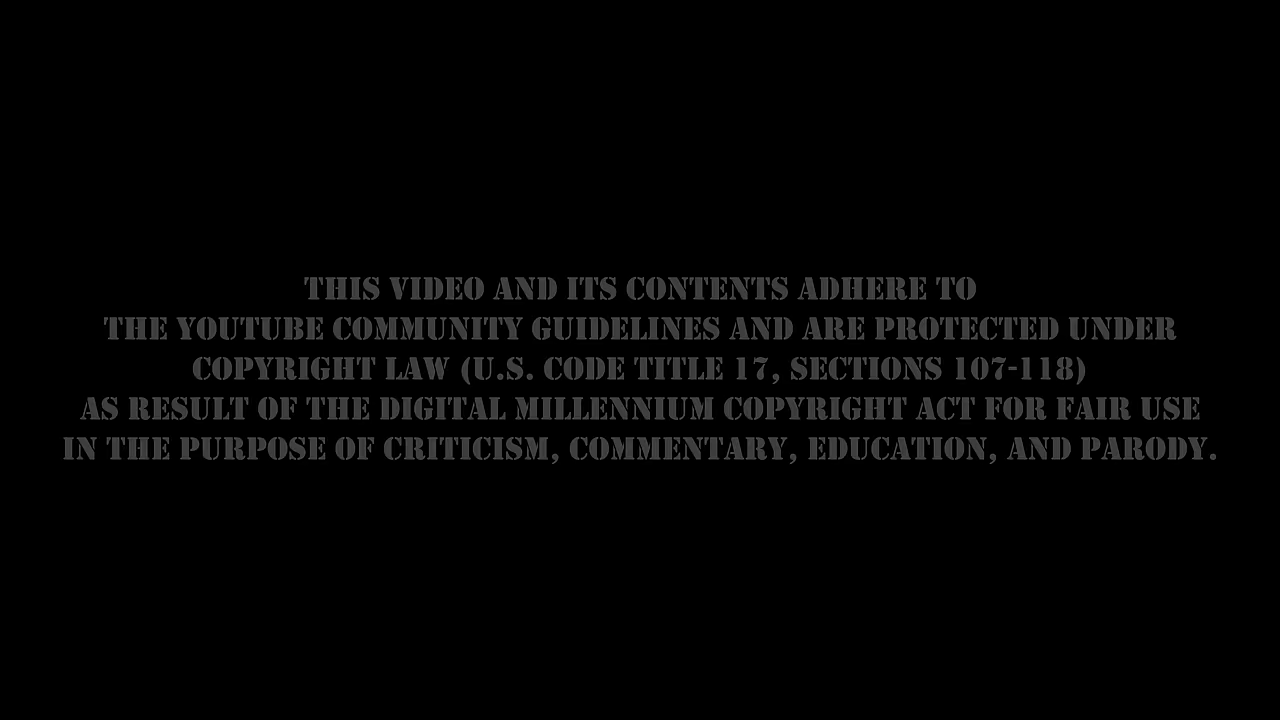 THIS VIDEO AND ITS CONTENTS ADHERE TO
THE YOUTUBE COMMUNITY GUIDELINES AND ARE PROTECTED UNDER
COPYRIGHT LAW (U.S. CODE TITLE 17, SECTIONS 107-118)
AS RESULT OF THE DIGITAL MILLENNIUM COPYRIGHT ACT FOR FAIR USE
IN THE PURPOSE OF CRITICISM, COMMENTARY, EDUCATION, AND PARODY.